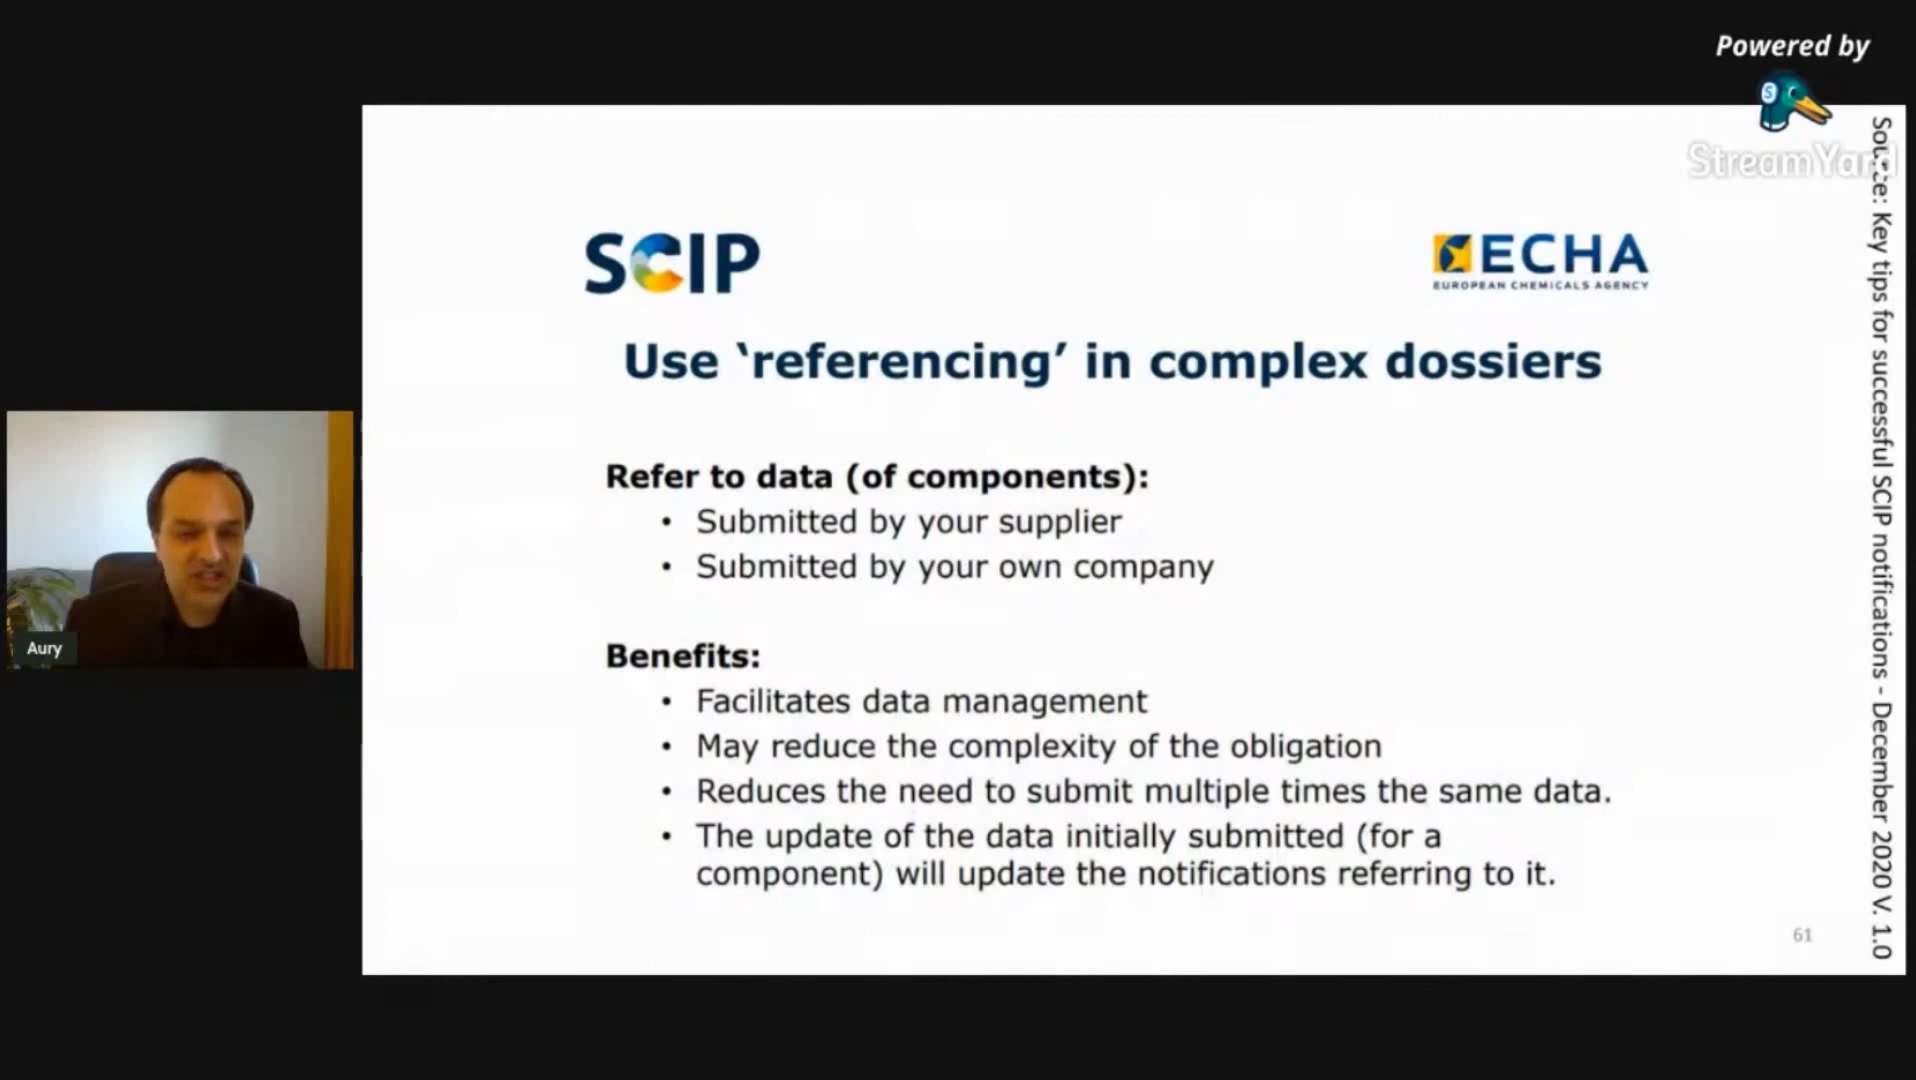 Powered by
StreamYard
SCIP
ECHA
EUROPEAN CHEMICALS AGENCY
Use ‘referencing’ in complex dossiers
Refer to data (of components):
• Submitted by your supplier
• Submitted by your own company
Benefits:
• Facilitates data management
• May reduce the complexity of the obligation
• Reduces the need to submit multiple times the same data.
• The update of the data initially submitted (for a
component) will update the notifications referring to it.
61
Source: Key tips for successful SCIP notifications - December 2020 V. 1.0
Aury